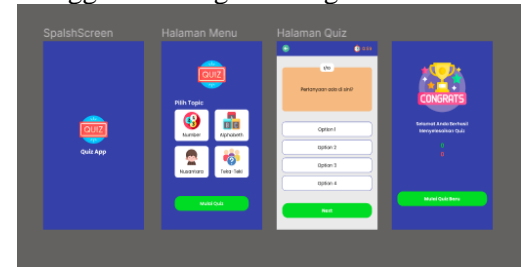 SpalshScreen
QUIZ
Quiz App
Halaman Menu
QUIZ
Pilih Topic
Number
Alphabeth
Nusantara
Teka-Teki
Mulai Quiz
Halaman Quiz
1/10
Pertanyaan ada di sini?
Option 1
Option 2
Option 3
Option 4
Next
CONGRATS
Selamat Anda Berhasil
Menyelesaikan Quiz
0
0
Mulai Quiz Baru